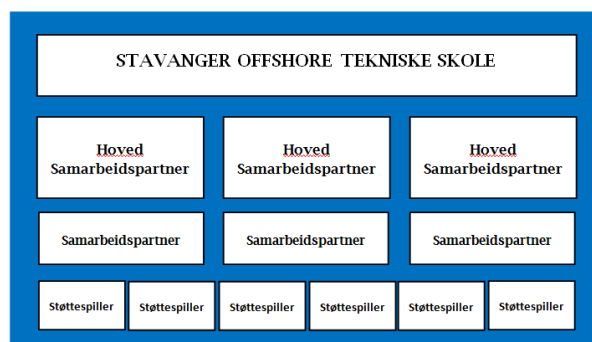 STAVANGER OFFSHORE TEKNISKE SKOLE
Hoved Samarbeidspartner
Hoved Samarbeidspartner
Hoved Samarbeidspartner
Samarbeidspartner
Samarbeidspartner
Samarbeidspartner
Støttespiller
Støttespiller
Støttespiller
Støttespiller
Støttespiller
Støttespiller